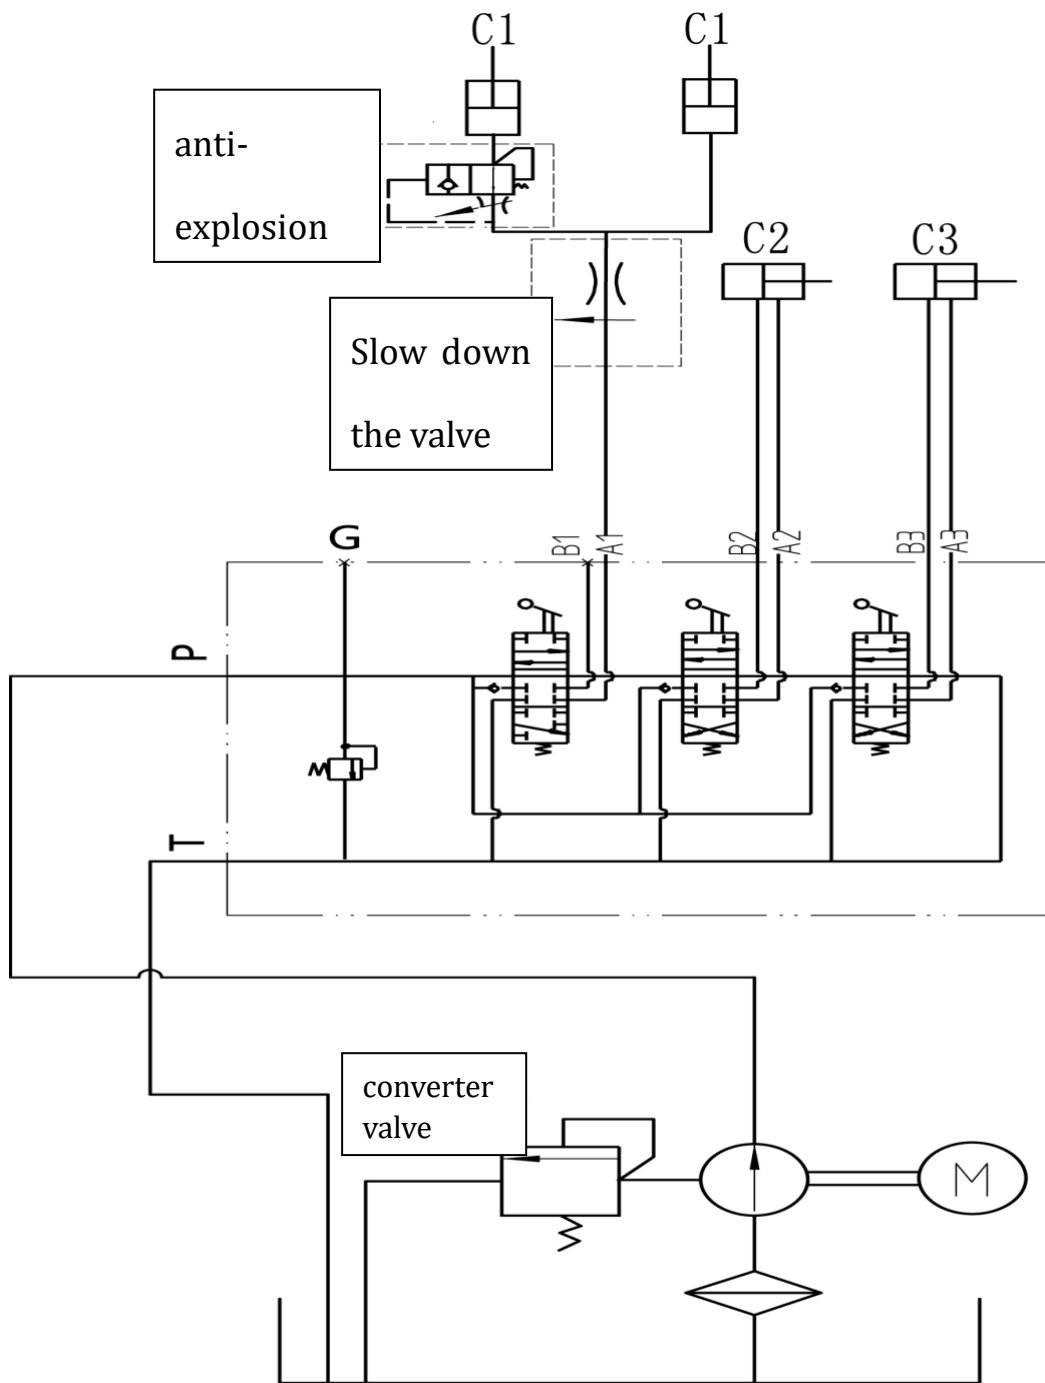 C1
C1
anti-
explosion
C2
C3
Slow down
the valve
G
B1
A1
B2
A2
B3
A3
P
T
converter
valve
M